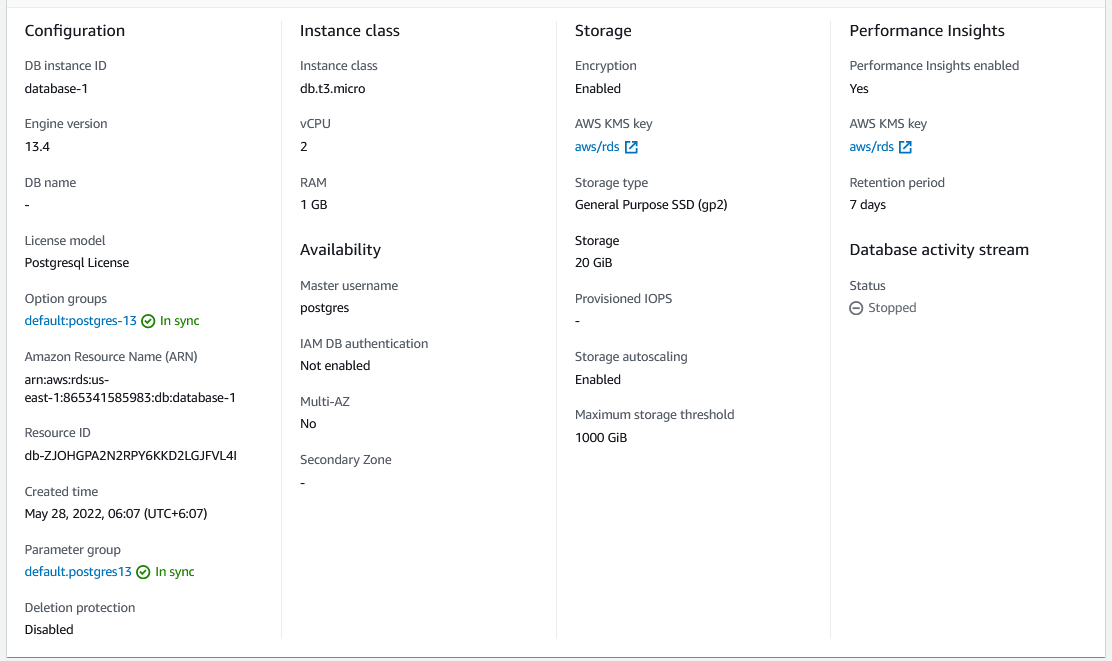 Configuration
DB instance ID
database-1
Engine version
13.4
DB name
-
License model
Postgresql License
Option groups
default:postgres-13 In sync
Amazon Resource Name (ARN)
arn:aws:rds:us-
east-1:865341585983:db:database-1
Resource ID
db-ZJOHGPA2N2RPY6KKD2LGJFVL4I
Created time
May 28, 2022, 06:07 (UTC+6:07)
Parameter group
default.postgres13 In sync
Deletion protection
Disabled
Instance class
Instance class
db.t3.micro
vCPU
2
RAM
1 GB
Availability
Master username
postgres
IAM DB authentication
Not enabled
Multi-AZ
No
Secondary Zone
-
Storage
Encryption
Enabled
AWS KMS key
aws/rds
Storage type
General Purpose SSD (gp2)
Storage
20 GiB
Provisioned IOPS
-
Storage autoscaling
Enabled
Maximum storage threshold
1000 GiB
Performance Insights
Performance Insights enabled
Yes
AWS KMS key
aws/rds
Retention period
7 days
Database activity stream
Status
Stopped